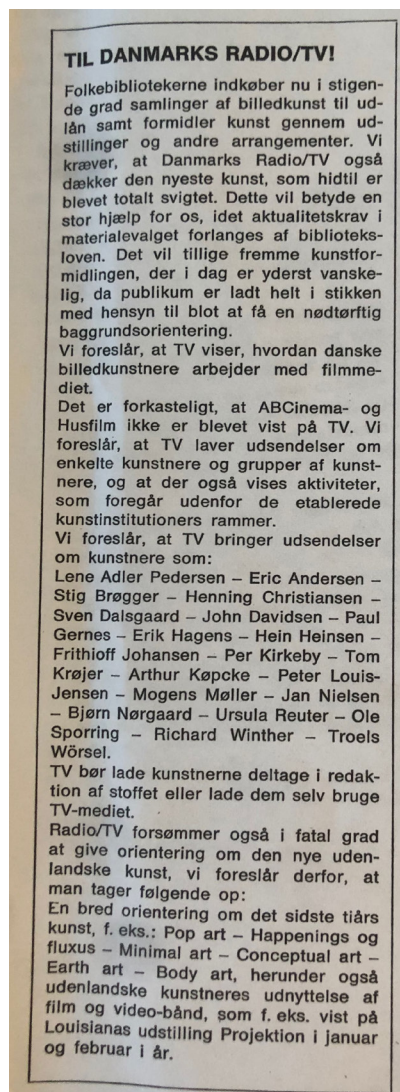 TIL DANMARKS RADIO/TV!
Folkebibliotekerne indkøber nu i stigen-
de grad samlinger af billedkunst til ud-
lån samt formidler kunst gennem ud-
stillinger og andre arrangementer. Vi
kræver, at Danmarks Radio/TV også
dækker den nyeste kunst, som hidtil er
blevet totalt svigtet. Dette vil betyde en
stor hjælp for os, idet aktualitetskrav i
materialevalget forlanges af biblioteks-
loven. Det vil tillige fremme kunstfor-
midlingen, der i dag er yderst vanske-
lig, da publikum er ladt helt i stikken
med hensyn til blot at få en nødtørftig
baggrundsorientering.
Vi foreslår, at TV viser, hvordan danske
billedkunstnere arbejder med filmme-
diet.
Det er forkasteligt, at ABCinema- og
Husfilm ikke er blevet vist på TV. Vi
foreslår, at TV laver udsendelser om
enkelte kunstnere og grupper af kunst-
nere, og at der også vises aktiviteter,
som foregår udenfor de etablerede
kunstinstitutioners rammer.
Vi foreslår, at TV bringer udsendelser
om kunstnere som:
Lene Adler Pedersen – Eric Andersen –
Stig Brøgger – Henning Christiansen –
Sven Dalsgaard – John Davidsen – Paul
Gernes – Erik Hagens – Hein Heinsen –
Frithioff Johansen – Per Kirkeby – Tom
Krøjer – Arthur Køpcke – Peter Louis-
Jensen – Mogens Møller – Jan Nielsen
– Bjørn Nørgaard – Ursula Reuter – Ole
Sporring – Richard Winther – Troels
Wörsel.
TV bør lade kunstnerne deltage i redak-
tion af stoffet eller lade dem selv bruge
TV-mediet.
Radio/TV forsømmer også i fatal grad
at give orientering om den nye uden-
landske kunst, vi foreslår derfor, at
man tager følgende op:
En bred orientering om det sidste tiårs
kunst, f. eks.: Pop art – Happenings og
fluxus – Minimal art – Conceptual art –
Earth art – Body art, herunder også
udenlandske kunstneres udnyttelse af
film og video-bånd, som f. eks. vist på
Louisianas udstilling Projektion i januar
og februar i år.